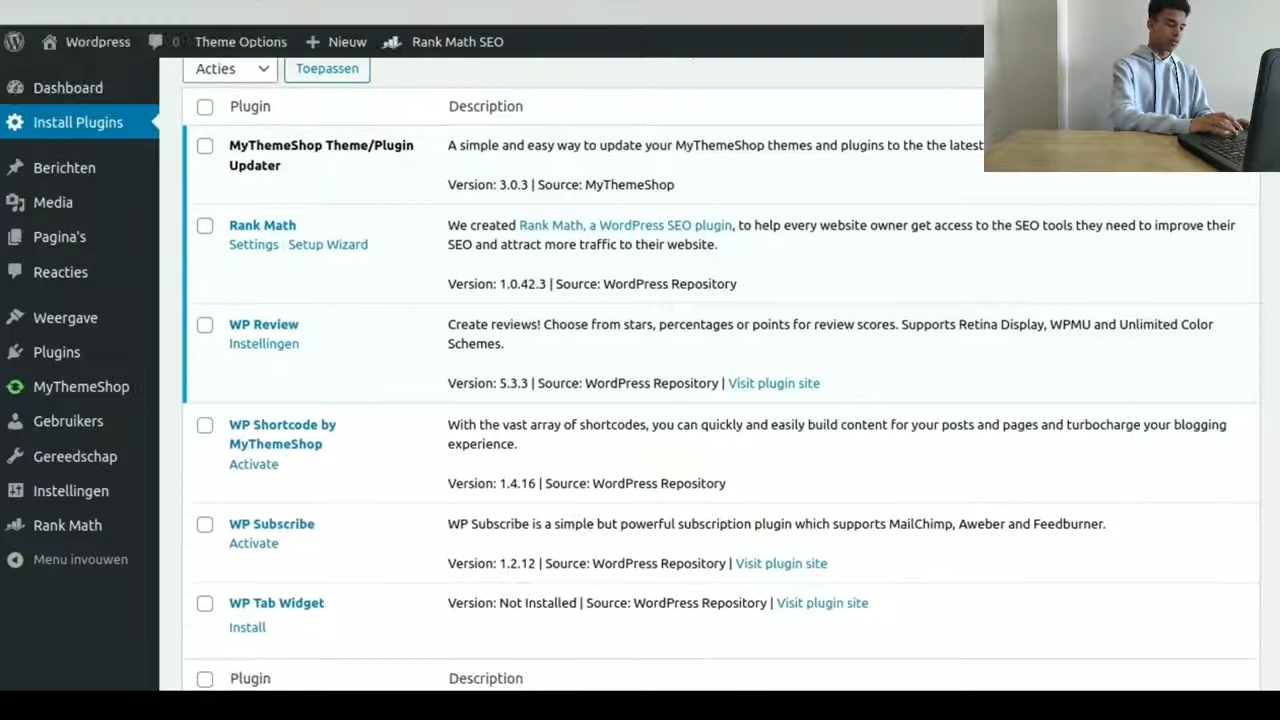 Wordpress 0 Theme Options Nieuw Rank Math SEO
Dashboard
Install Plugins
Berichten
Media
Pagina's
Reacties
Weergave
Plugins
MyThemeShop
Gebruikers
Gereedschap
Instellingen
Rank Math
Menu invouwen
Acties Toepassen
Plugin Description
MyThemeShop Theme/Plugin
Updater
A simple and easy way to update your MyThemeShop themes and plugins to the the latest
Version: 3.0.3 | Source: MyThemeShop
Rank Math
Settings | Setup Wizard
We created Rank Math, a WordPress SEO plugin, to help every website owner get access to the SEO tools they need to improve their
SEO and attract more traffic to their website.
Version: 1.0.42.3 | Source: WordPress Repository
WP Review
Instellingen
Create reviews! Choose from stars, percentages or points for review scores. Supports Retina Display, WPMU and Unlimited Color
Schemes.
Version: 5.3.3 | Source: WordPress Repository | Visit plugin site
WP Shortcode by
MyThemeShop
Activate
With the vast array of shortcodes, you can quickly and easily build content for your posts and pages and turbocharge your blogging
experience.
Version: 1.4.16 | Source: WordPress Repository
WP Subscribe
Activate
WP Subscribe is a simple but powerful subscription plugin which supports MailChimp, Aweber and Feedburner.
Version: 1.2.12 | Source: WordPress Repository | Visit plugin site
WP Tab Widget
Install
Version: Not Installed | Source: WordPress Repository | Visit plugin site
Plugin Description